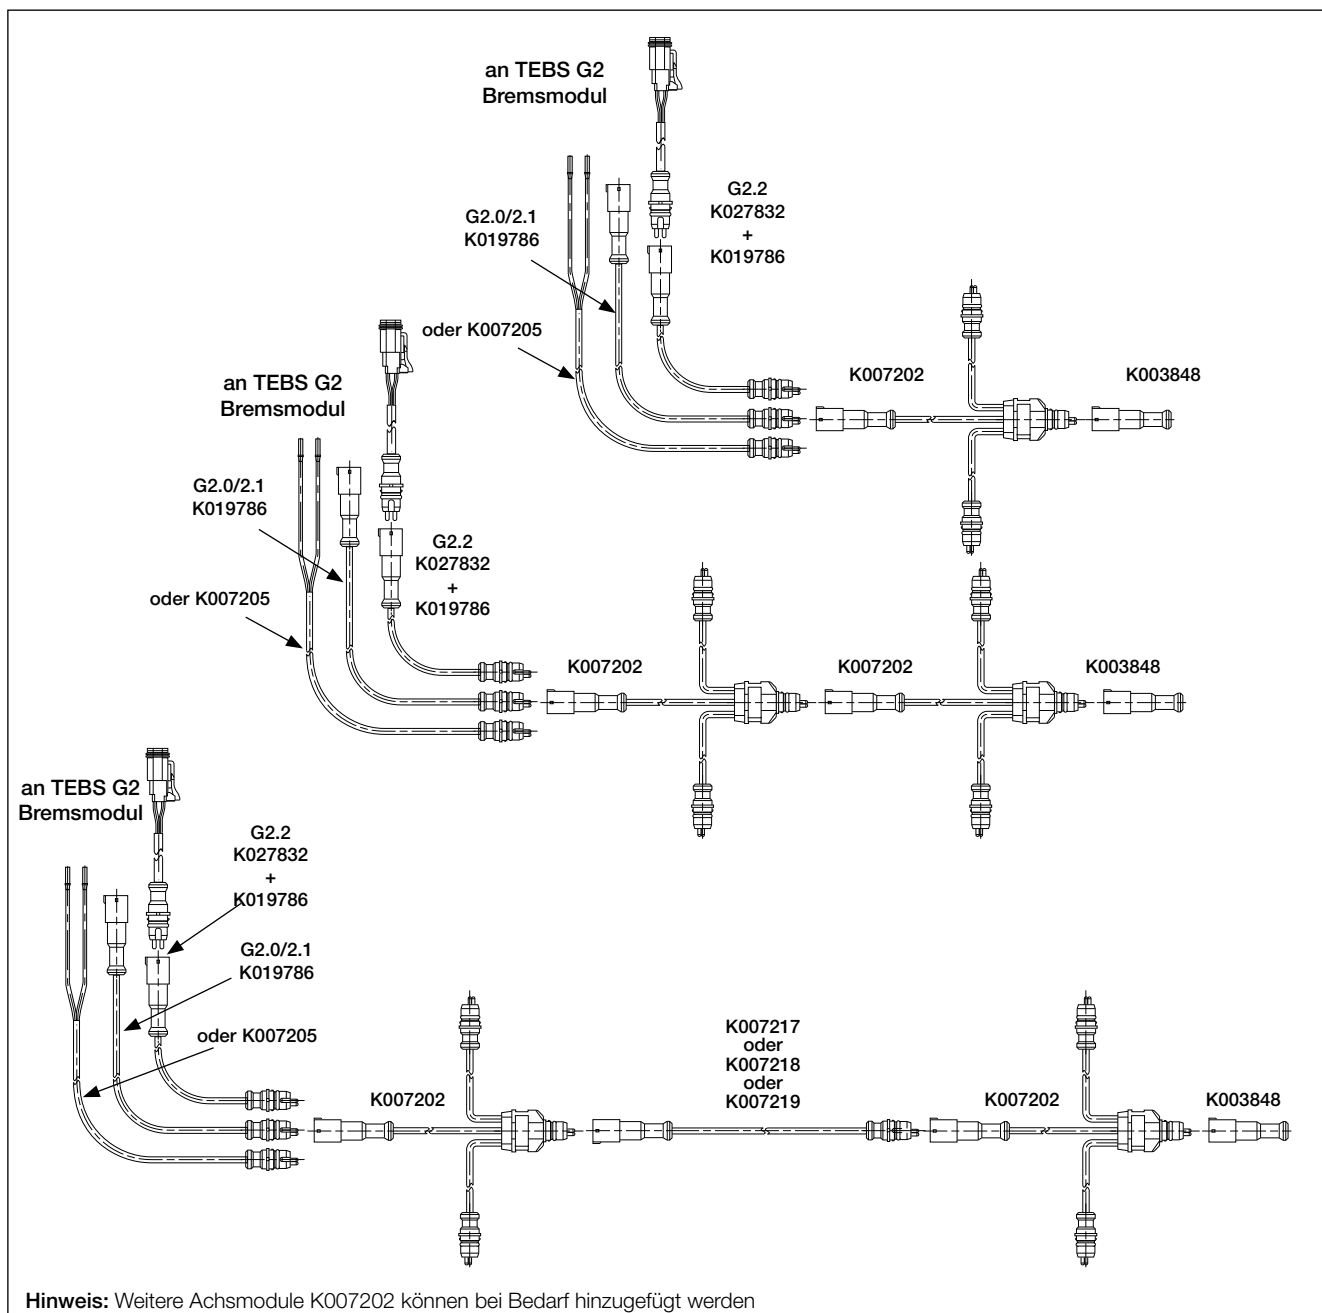 an TEBS G2
Bremsmodul
G2.2
K027832
+
K019786
G2.0/2.1
K019786
oder K007205
K007202
K003848
an TEBS G2
Bremsmodul
G2.0/2.1
K019786
G2.2
K027832
+
K019786
oder K007205
K007202
K007202
K003848
an TEBS G2
Bremsmodul
G2.2
K027832
+
K019786
G2.0/2.1
K019786
oder K007205
K007202
K007217
oder
K007218
oder
K007219
K007202
K003848
Hinweis: Weitere Achsmodule K007202 können bei Bedarf hinzugefügt werden